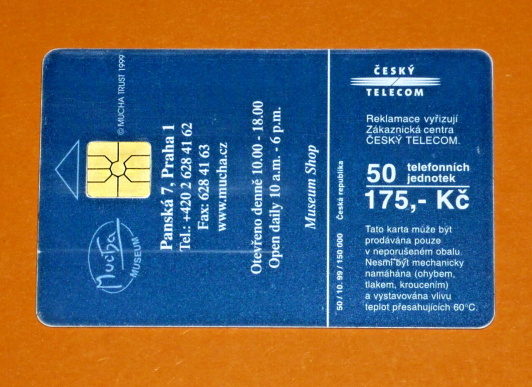 © MUCHA TRUST 1999
Mucha
MUSEUM
Panská 7, Praha 1
Tel.: +420 2 628 41 62
Fax: 628 41 63
www.mucha.cz
Otevřeno denně 10.00 - 18.00
Open daily 10 a.m. - 6 p.m.
Museum Shop
50 / 10. 99 / 150 000 Česká republika
ČESKÝ
TELECOM
Reklamace vyřizují
Zákaznická centra
ČESKÝ TELECOM.
50 telefonních
jednotek
175,- Kč
Tato karta může být
prodávána pouze
v neporušeném obalu.
Nesmí být mechanicky
namáhána (ohybem,
tlakem, kroucením)
a vystavována vlivu
teplot přesahujících 60°C.